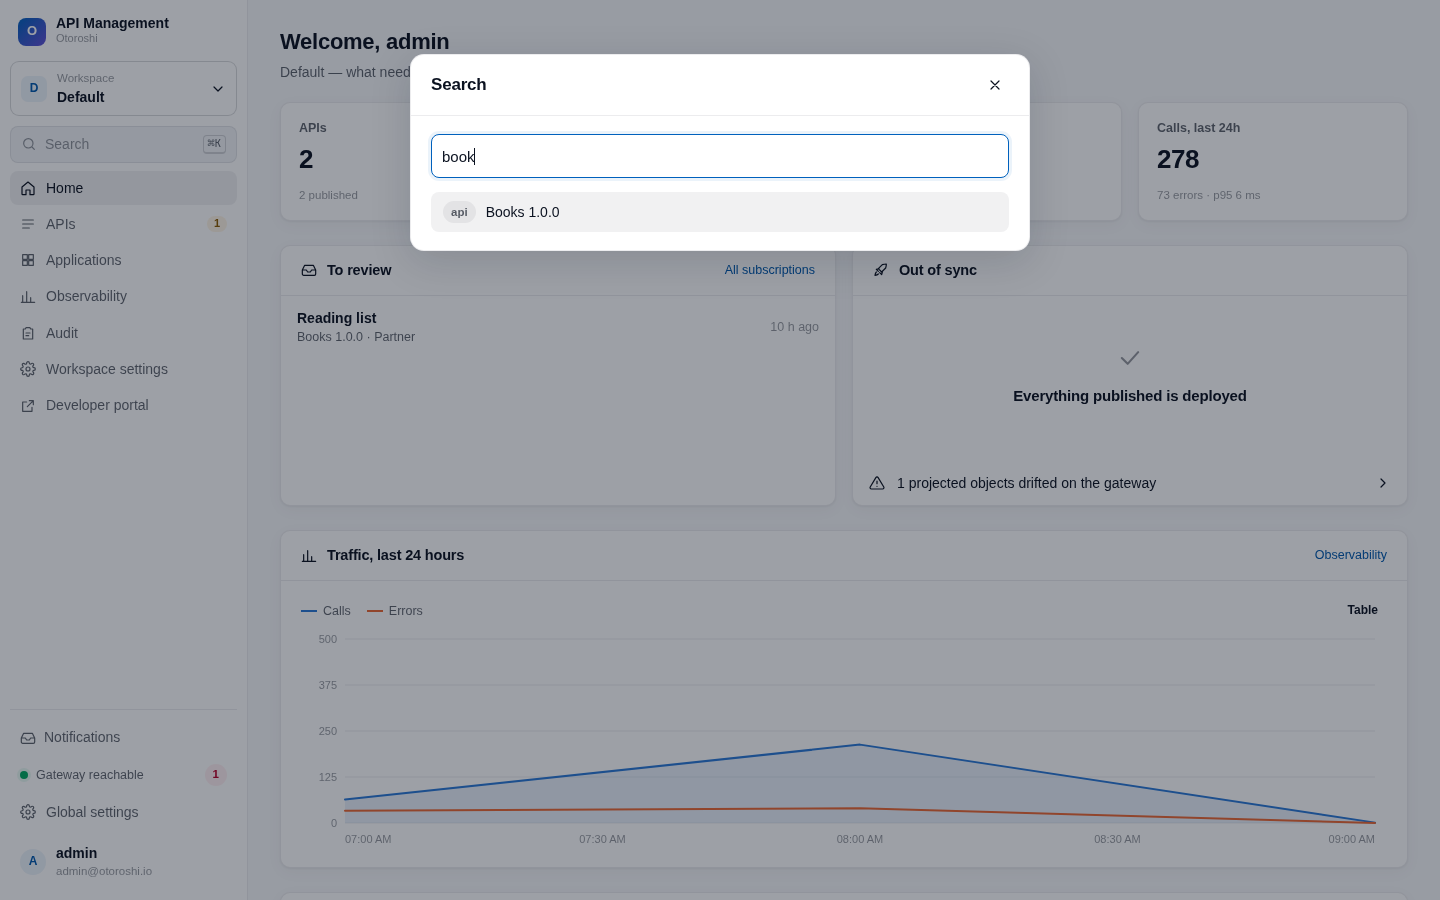 API Management
Otoroshi
Workspace
D
Default
Search ⌘K
Home
APIs 1
Applications
Observability
Audit
Workspace settings
Developer portal
Notifications
Gateway reachable 1
Global settings
A
admin
admin@otoroshi.io
Welcome, admin
Default — what need
APIs
2
2 published
Calls, last 24h
278
73 errors · p95 6 ms
Search
book
api Books 1.0.0
To review All subscriptions
Reading list
Books 1.0.0 · Partner
10 h ago
Out of sync
Everything published is deployed
1 projected objects drifted on the gateway
Traffic, last 24 hours Observability
Calls Errors Table
500
375
250
125
0
07:00 AM 07:30 AM 08:00 AM 08:30 AM 09:00 AM
O